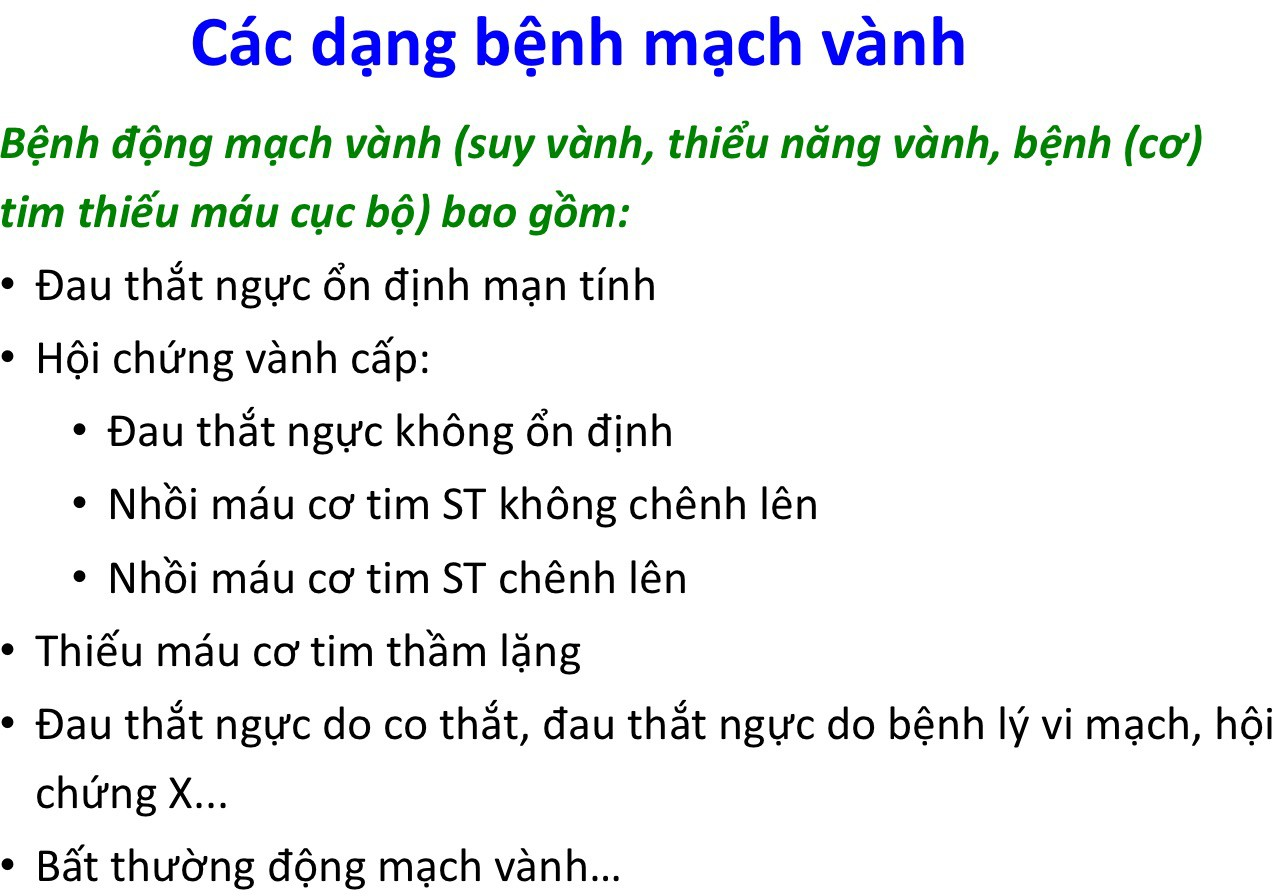 Các dạng bệnh mạch vành
Bệnh động mạch vành (suy vành, thiểu năng vành, bệnh (cơ)
tim thiếu máu cục bộ) bao gồm:
• Đau thắt ngực ổn định mạn tính
• Hội chứng vành cấp:
• Đau thắt ngực không ổn định
• Nhồi máu cơ tim ST không chênh lên
• Nhồi máu cơ tim ST chênh lên
• Thiếu máu cơ tim thầm lặng
• Đau thắt ngực do co thắt, đau thắt ngực do bệnh lý vi mạch, hội
chứng X...
• Bất thường động mạch vành…